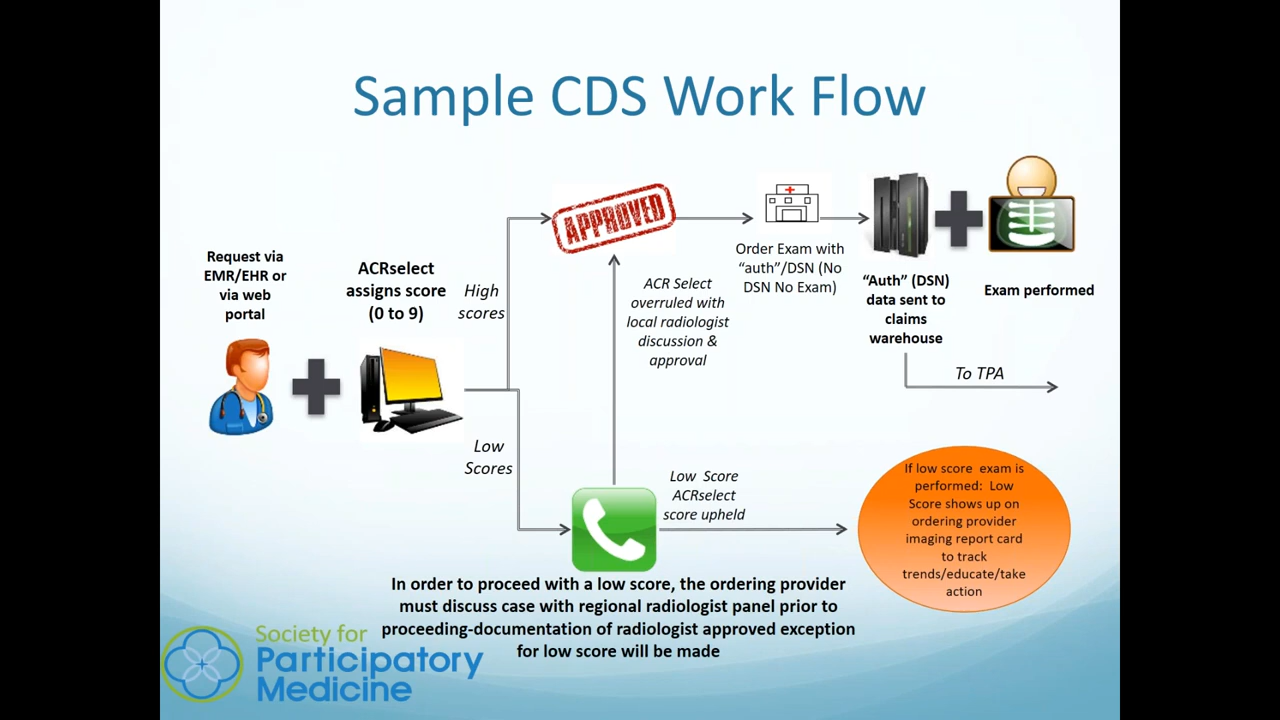 Sample CDS Work Flow
Request via
EMR/EHR or
via web
portal
ACRselect
assigns score
(0 to 9)
High
scores
Low
Scores
APPROVED
ACR Select
overruled with
local radiologist
discussion &
approval
Order Exam with
“auth”/DSN (No
DSN No Exam)
“Auth” (DSN)
data sent to
claims
warehouse
Exam performed
To TPA
Low Score
ACRselect
score upheld
If low score exam is
performed: Low
Score shows up on
ordering provider
imaging report card
to track
trends/educate/take
action
In order to proceed with a low score, the ordering provider
must discuss case with regional radiologist panel prior to
proceeding-documentation of radiologist approved exception
for low score will be made
Society for
Participatory
Medicine